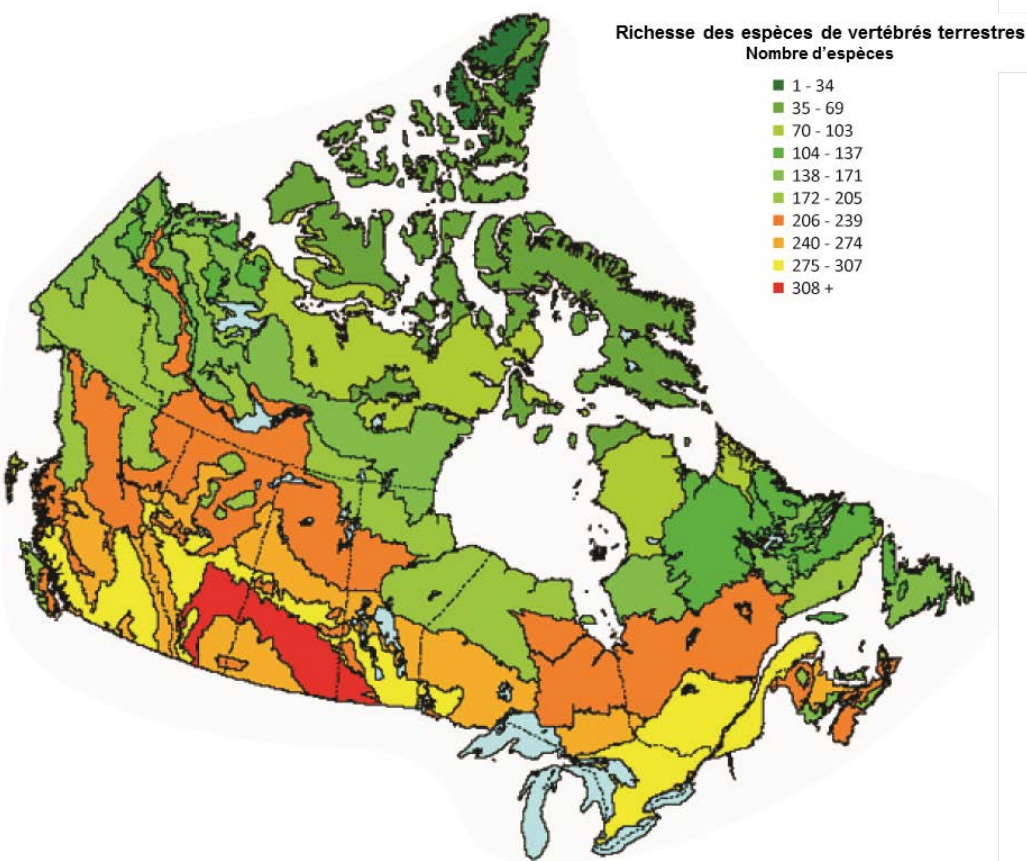 Richesse des espèces de vertébrés terrestres
Nombre d'espèces
1 - 34
35 - 69
70 - 103
104 - 137
138 - 171
172 - 205
206 - 239
240 - 274
275 - 307
308 +